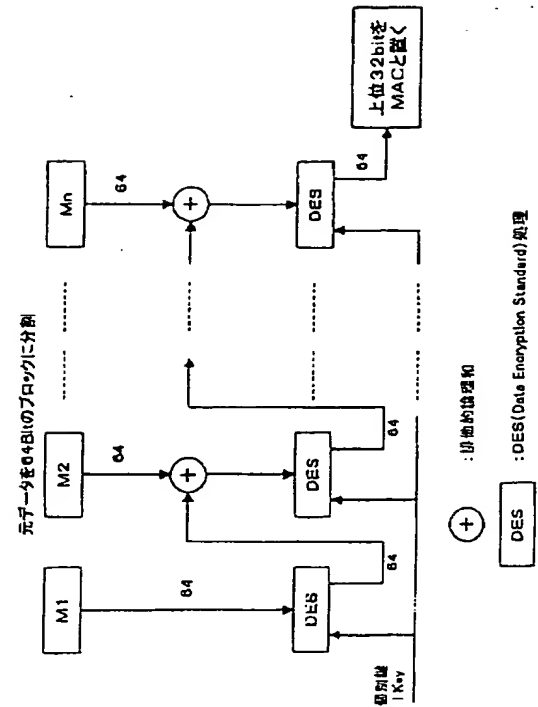 元データを64Bitのブロックに分割
M1
M2
Mn
64
64
64
DES
DES
DES
64
64
64
上位32bitを
MACと置く
個別鍵
I Key
:排他的論理和
DES
:DES(Data Encryption Standard)処理